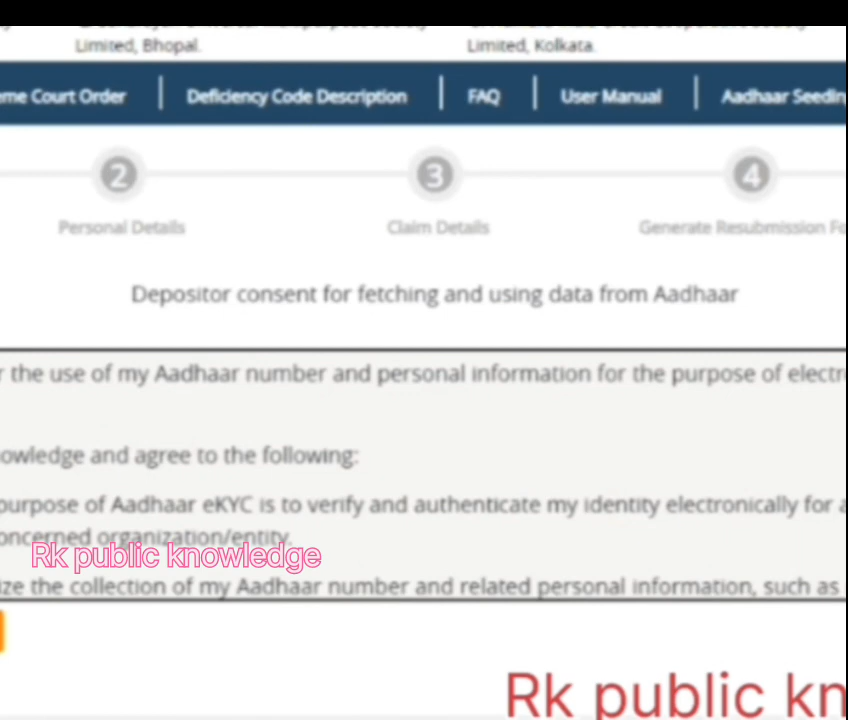 Limited, Bhopal.
Limited, Kolkata.
eme Court Order | Deficiency Code Description | FAQ | User Manual | Aadhaar Seedin
2
3
4
Personal Details
Claim Details
Generate Resubmission Fo
Depositor consent for fetching and using data from Aadhaar
r the use of my Aadhaar number and personal information for the purpose of electr
owledge and agree to the following:
purpose of Aadhaar eKYC is to verify and authenticate my identity electronically for a
oncerned organization/entity.
Rk public knowledge
ize the collection of my Aadhaar number and related personal information, such as
Rk public kn